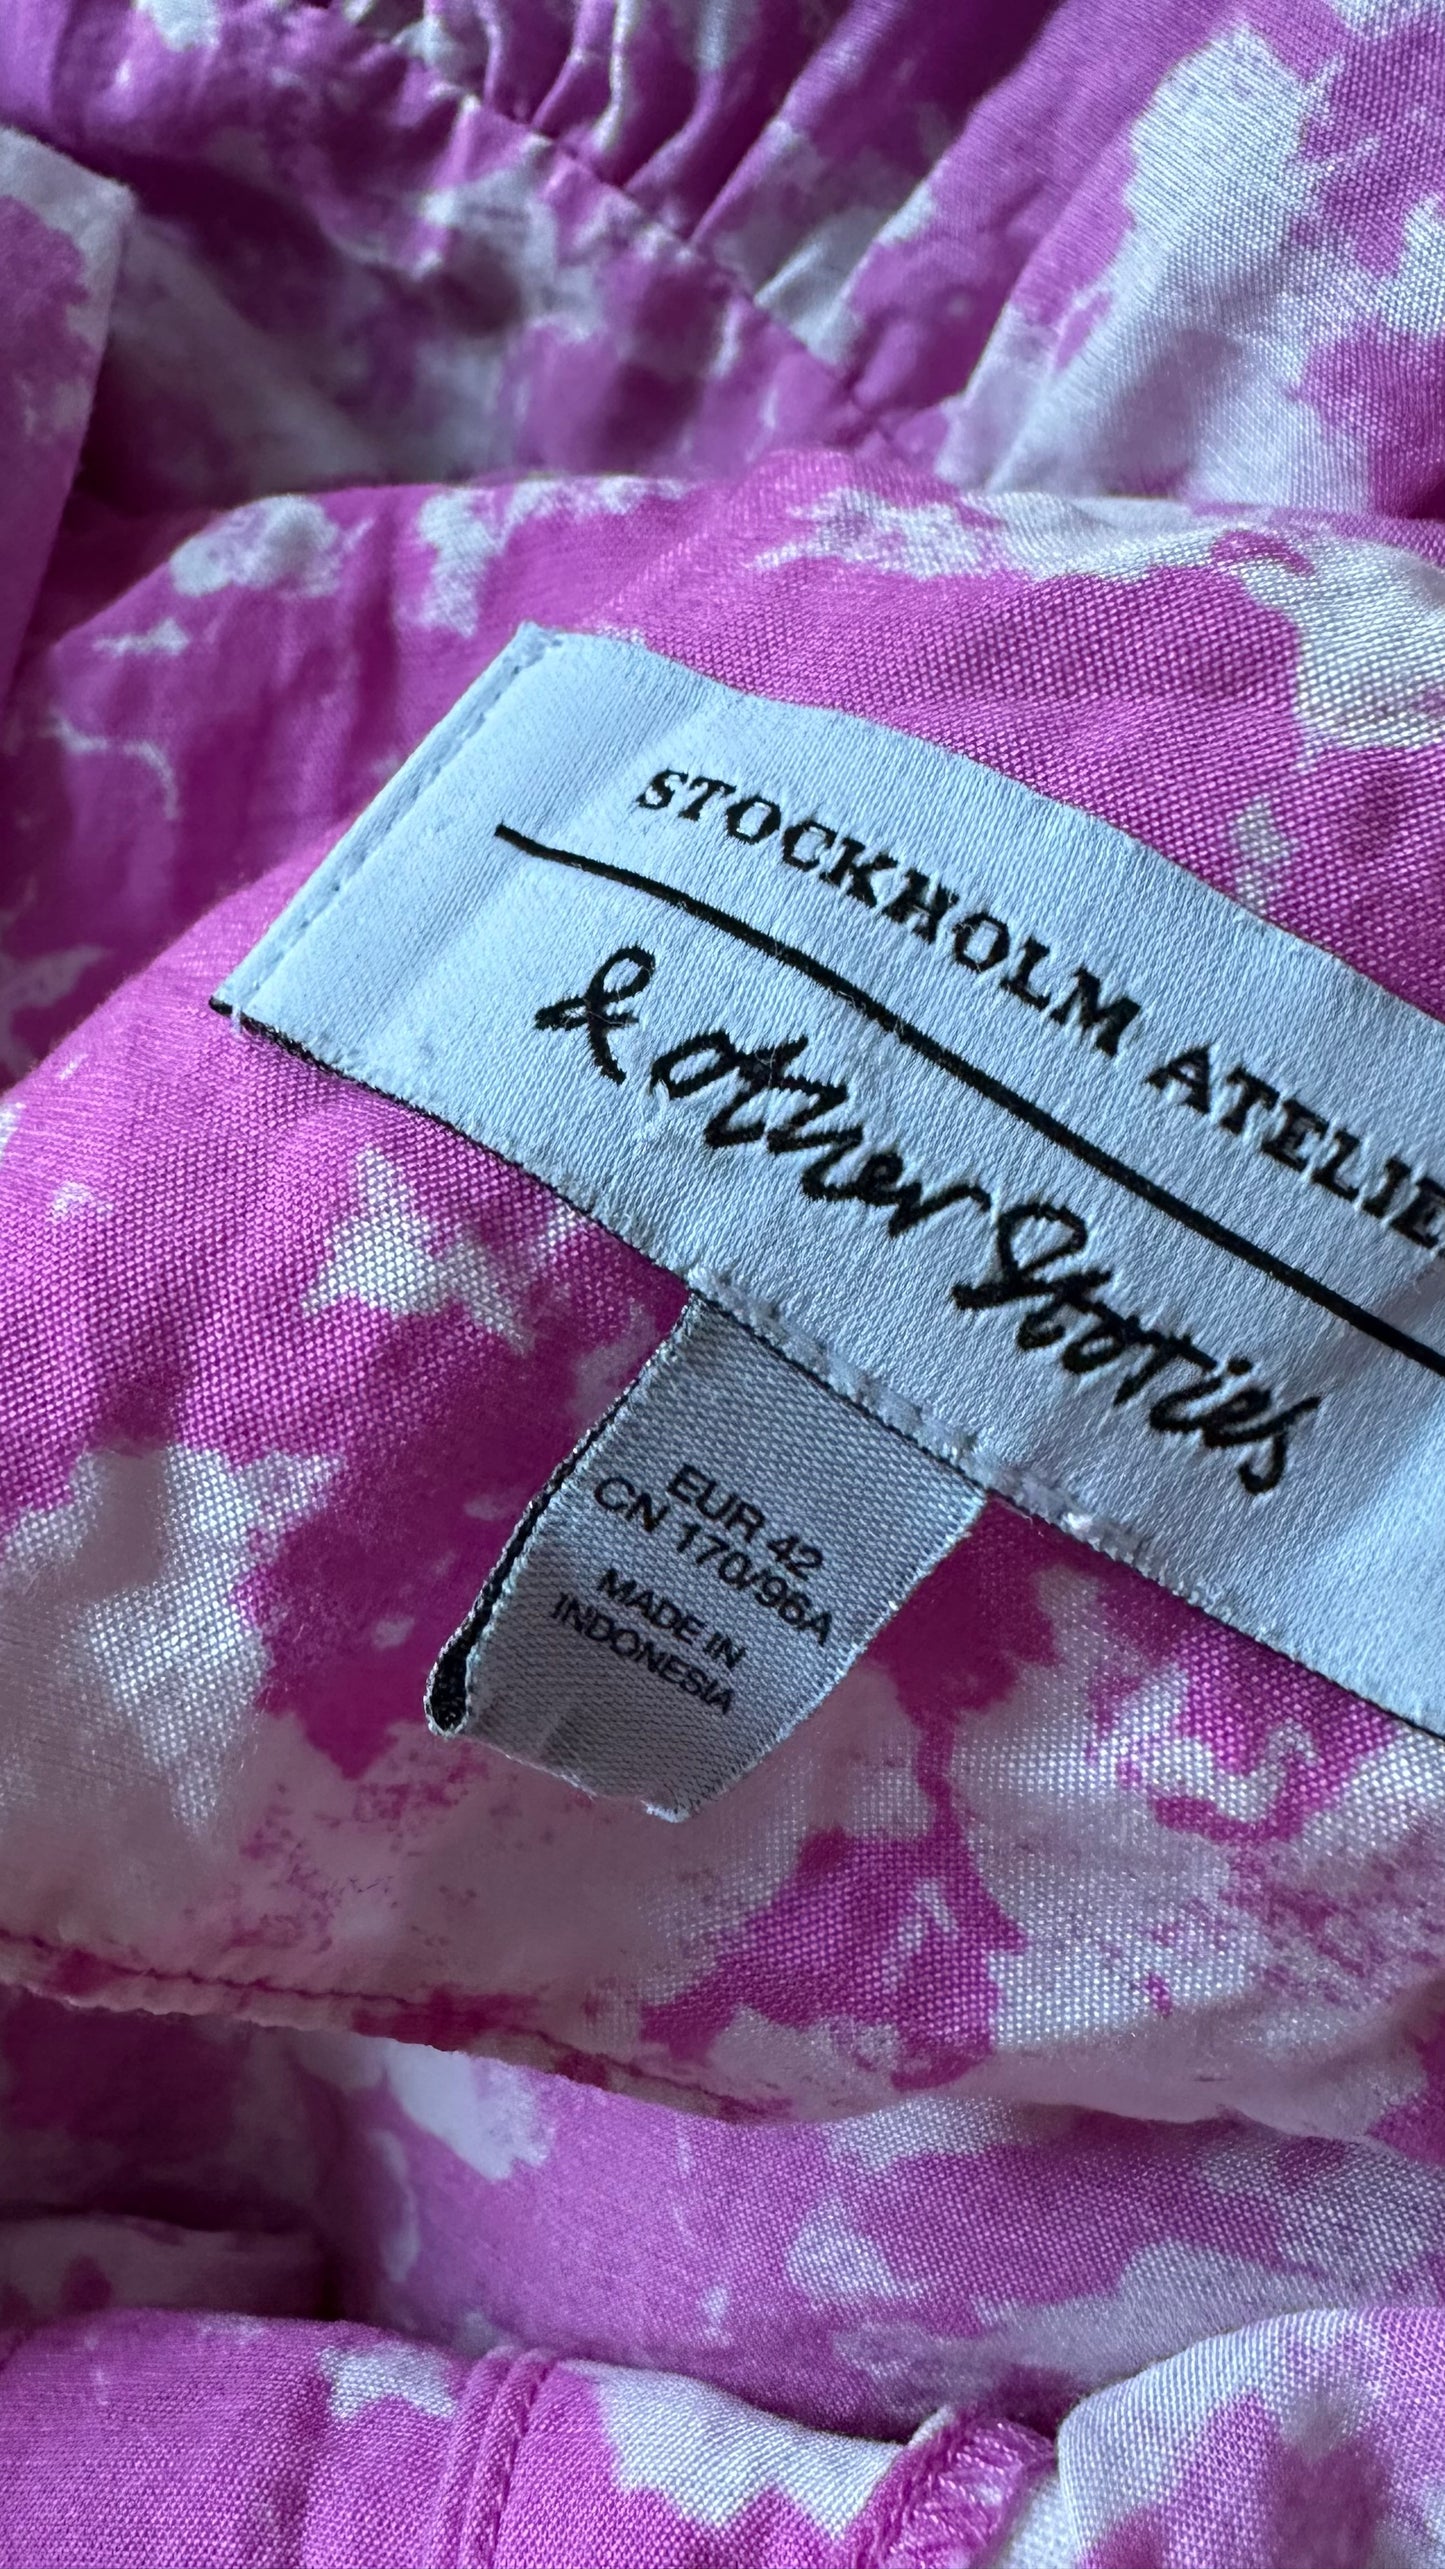 STOCKHOLM ATELIE
& Other Stories
EUR 42
CN 170/96A
MADE IN
INDONESIA